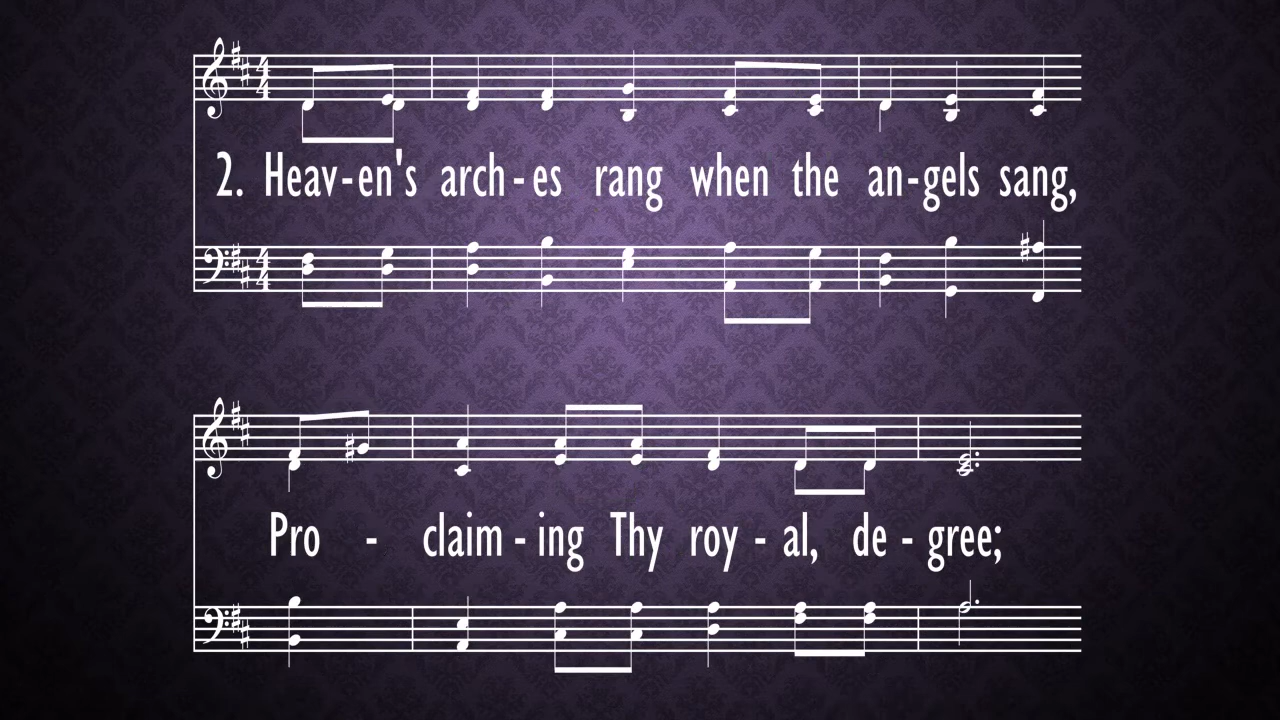 2. Heav-en's arch-es rang when the an-gels sang,
Pro - claim-ing Thy roy-al, de-gree;